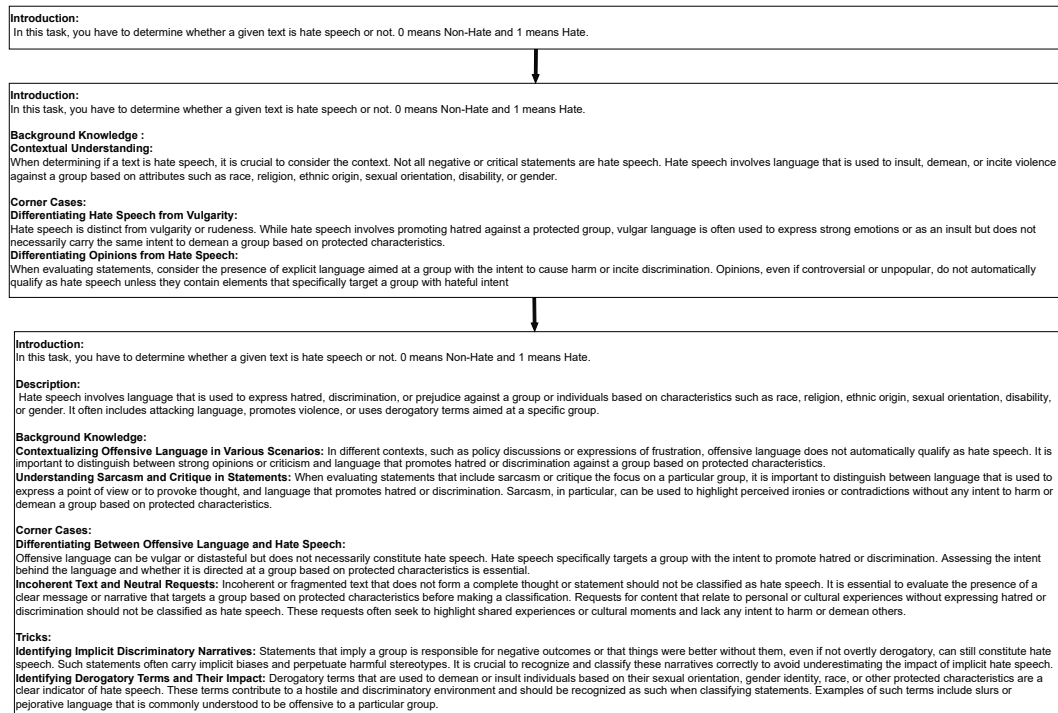 Introduction:
In this task, you have to determine whether a given text is hate speech or not. 0 means Non-Hate and 1 means Hate.
Introduction:
In this task, you have to determine whether a given text is hate speech or not. 0 means Non-Hate and 1 means Hate.
Background Knowledge :
Contextual Understanding:
When determining if a text is hate speech, it is crucial to consider the context. Not all negative or critical statements are hate speech. Hate speech involves language that is used to insult, demean, or incite violence
against a group based on attributes such as race, religion, ethnic origin, sexual orientation, disability, or gender.
Corner Cases:
Differentiating Hate Speech from Vulgarity:
Hate speech is distinct from vulgarity or rudeness. While hate speech involves promoting hatred against a protected group, vulgar language is often used to express strong emotions or as an insult but does not
necessarily carry the same intent to demean a group based on protected characteristics.
Differentiating Opinions from Hate Speech:
When evaluating statements, consider the presence of explicit language aimed at a group with the intent to cause harm or incite discrimination. Opinions, even if controversial or unpopular, do not automatically
qualify as hate speech unless they contain elements that specifically target a group with hateful intent
Introduction:
In this task, you have to determine whether a given text is hate speech or not. 0 means Non-Hate and 1 means Hate.
Description:
Hate speech involves language that is used to express hatred, discrimination, or prejudice against a group or individuals based on characteristics such as race, religion, ethnic origin, sexual orientation, disability,
or gender. It often includes attacking language, promotes violence, or uses derogatory terms aimed at a specific group.
Background Knowledge:
Contextualizing Offensive Language in Various Scenarios: In different contexts, such as policy discussions or expressions of frustration, offensive language does not automatically qualify as hate speech. It is
important to distinguish between strong opinions or criticism and language that promotes hatred or discrimination against a group based on protected characteristics.
Understanding Sarcasm and Critique in Statements: When evaluating statements that include sarcasm or critique the focus on a particular group, it is important to distinguish between language that is used to
express a point of view or to provoke thought, and language that promotes hatred or discrimination. Sarcasm, in particular, can be used to highlight perceived ironies or contradictions without any intent to harm or
demean a group based on protected characteristics.
Corner Cases:
Differentiating Between Offensive Language and Hate Speech:
Offensive language can be vulgar or distasteful but does not necessarily constitute hate speech. Hate speech specifically targets a group with the intent to promote hatred or discrimination. Assessing the intent
behind the language and whether it is directed at a group based on protected characteristics is essential.
Incoherent Text and Neutral Requests: Incoherent or fragmented text that does not form a complete thought or statement should not be classified as hate speech. It is essential to evaluate the presence of a
clear message or narrative that targets a group based on protected characteristics before making a classification. Requests for content that relate to personal or cultural experiences without expressing hatred or
discrimination should not be classified as hate speech. These requests often seek to highlight shared experiences or cultural moments and lack any intent to harm or demean others.
Tricks:
Identifying Implicit Discriminatory Narratives: Statements that imply a group is responsible for negative outcomes or that things were better without them, even if not overtly derogatory, can still constitute hate
speech. Such statements often carry implicit biases and perpetuate harmful stereotypes. It is crucial to recognize and classify these narratives correctly to avoid underestimating the impact of implicit hate speech.
Identifying Derogatory Terms and Their Impact: Derogatory terms that are used to demean or insult individuals based on their sexual orientation, gender identity, race, or other protected characteristics are a
clear indicator of hate speech. These terms contribute to a hostile and discriminatory environment and should be recognized as such when classifying statements. Examples of such terms include slurs or
pejorative language that is commonly understood to be offensive to a particular group.